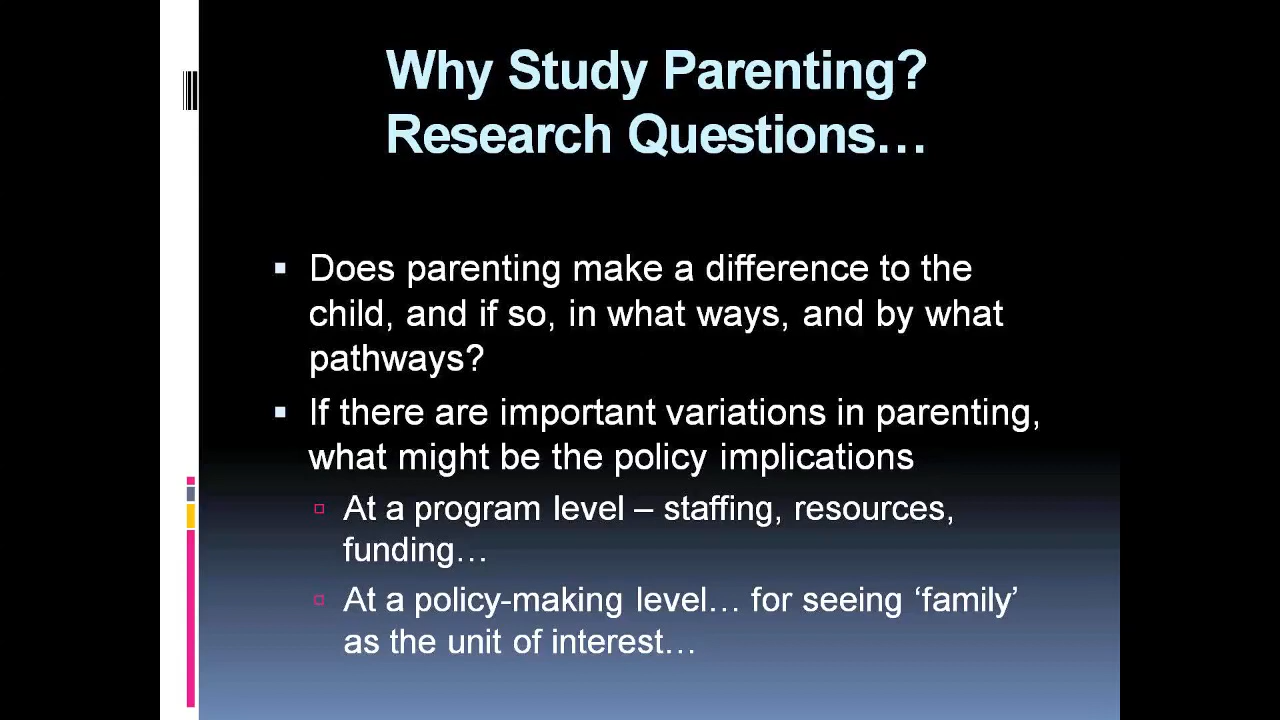 Why Study Parenting?
Research Questions…
▪ Does parenting make a difference to the
child, and if so, in what ways, and by what
pathways?
▪ If there are important variations in parenting,
what might be the policy implications
▫ At a program level – staffing, resources,
funding…
▫ At a policy-making level… for seeing ‘family’
as the unit of interest…